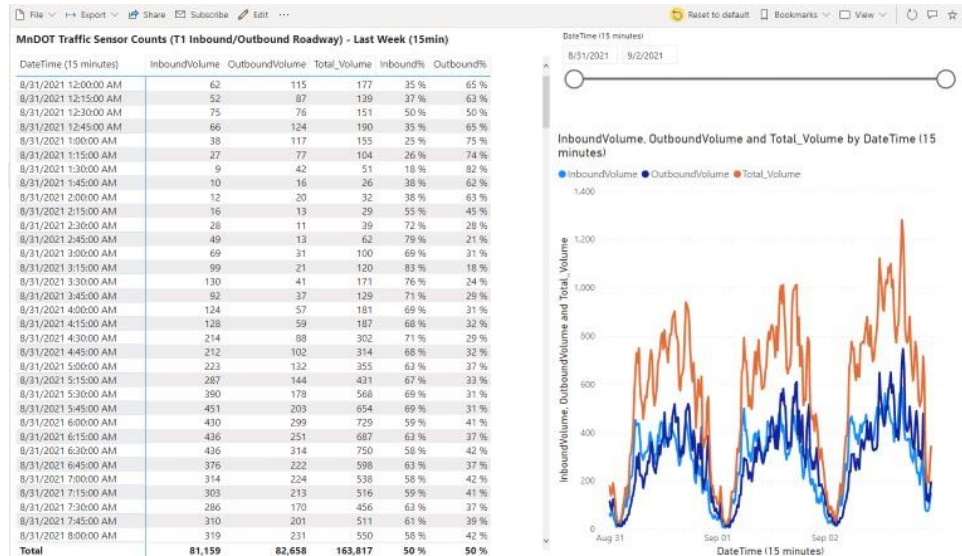 File Export Share Subscribe Edit ... Reset to default Bookmarks View
MnDOT Traffic Sensor Counts (T1 Inbound/Outbound Roadway) - Last Week (15min)
DateTime (15 minutes) InboundVolume OutboundVolume Total_Volume Inbound% Outbound%
8/31/2021 12:00:00 AM 62 115 177 35 % 65 %
8/31/2021 12:15:00 AM 52 87 139 37 % 63 %
8/31/2021 12:30:00 AM 75 76 151 50 % 50 %
8/31/2021 12:45:00 AM 66 124 190 35 % 65 %
8/31/2021 1:00:00 AM 38 117 155 25 % 75 %
8/31/2021 1:15:00 AM 27 77 104 26 % 74 %
8/31/2021 1:30:00 AM 9 42 51 18 % 82 %
8/31/2021 1:45:00 AM 10 16 26 38 % 62 %
8/31/2021 2:00:00 AM 12 20 32 38 % 63 %
8/31/2021 2:15:00 AM 16 13 29 55 % 45 %
8/31/2021 2:30:00 AM 28 11 39 72 % 28 %
8/31/2021 2:45:00 AM 49 13 62 79 % 21 %
8/31/2021 3:00:00 AM 69 31 100 69 % 31 %
8/31/2021 3:15:00 AM 99 21 120 83 % 18 %
8/31/2021 3:30:00 AM 130 41 171 76 % 24 %
8/31/2021 3:45:00 AM 92 37 129 71 % 29 %
8/31/2021 4:00:00 AM 124 57 181 69 % 31 %
8/31/2021 4:15:00 AM 128 59 187 68 % 32 %
8/31/2021 4:30:00 AM 214 88 302 71 % 29 %
8/31/2021 4:45:00 AM 212 102 314 68 % 32 %
8/31/2021 5:00:00 AM 223 132 355 63 % 37 %
8/31/2021 5:15:00 AM 287 144 431 67 % 33 %
8/31/2021 5:30:00 AM 390 178 568 69 % 31 %
8/31/2021 5:45:00 AM 451 203 654 69 % 31 %
8/31/2021 6:00:00 AM 430 299 729 59 % 41 %
8/31/2021 6:15:00 AM 436 251 687 63 % 37 %
8/31/2021 6:30:00 AM 436 314 750 58 % 42 %
8/31/2021 6:45:00 AM 376 222 598 63 % 37 %
8/31/2021 7:00:00 AM 314 224 538 58 % 42 %
8/31/2021 7:15:00 AM 303 213 516 59 % 41 %
8/31/2021 7:30:00 AM 286 170 456 63 % 37 %
8/31/2021 7:45:00 AM 310 201 511 61 % 39 %
8/31/2021 8:00:00 AM 319 231 550 58 % 42 %
Total 81,159 82,658 163,817 50 % 50 %
DateTime (15 minutes)
8/31/2021 9/2/2021
InboundVolume, OutboundVolume and Total_Volume by DateTime (15
minutes)
InboundVolume OutboundVolume Total_Volume
InboundVolume, OutboundVolume and Total_Volume
1,400
1,200
1,000
800
600
400
200
0
Aug 31 Sep 01 Sep 02
DateTime (15 minutes)